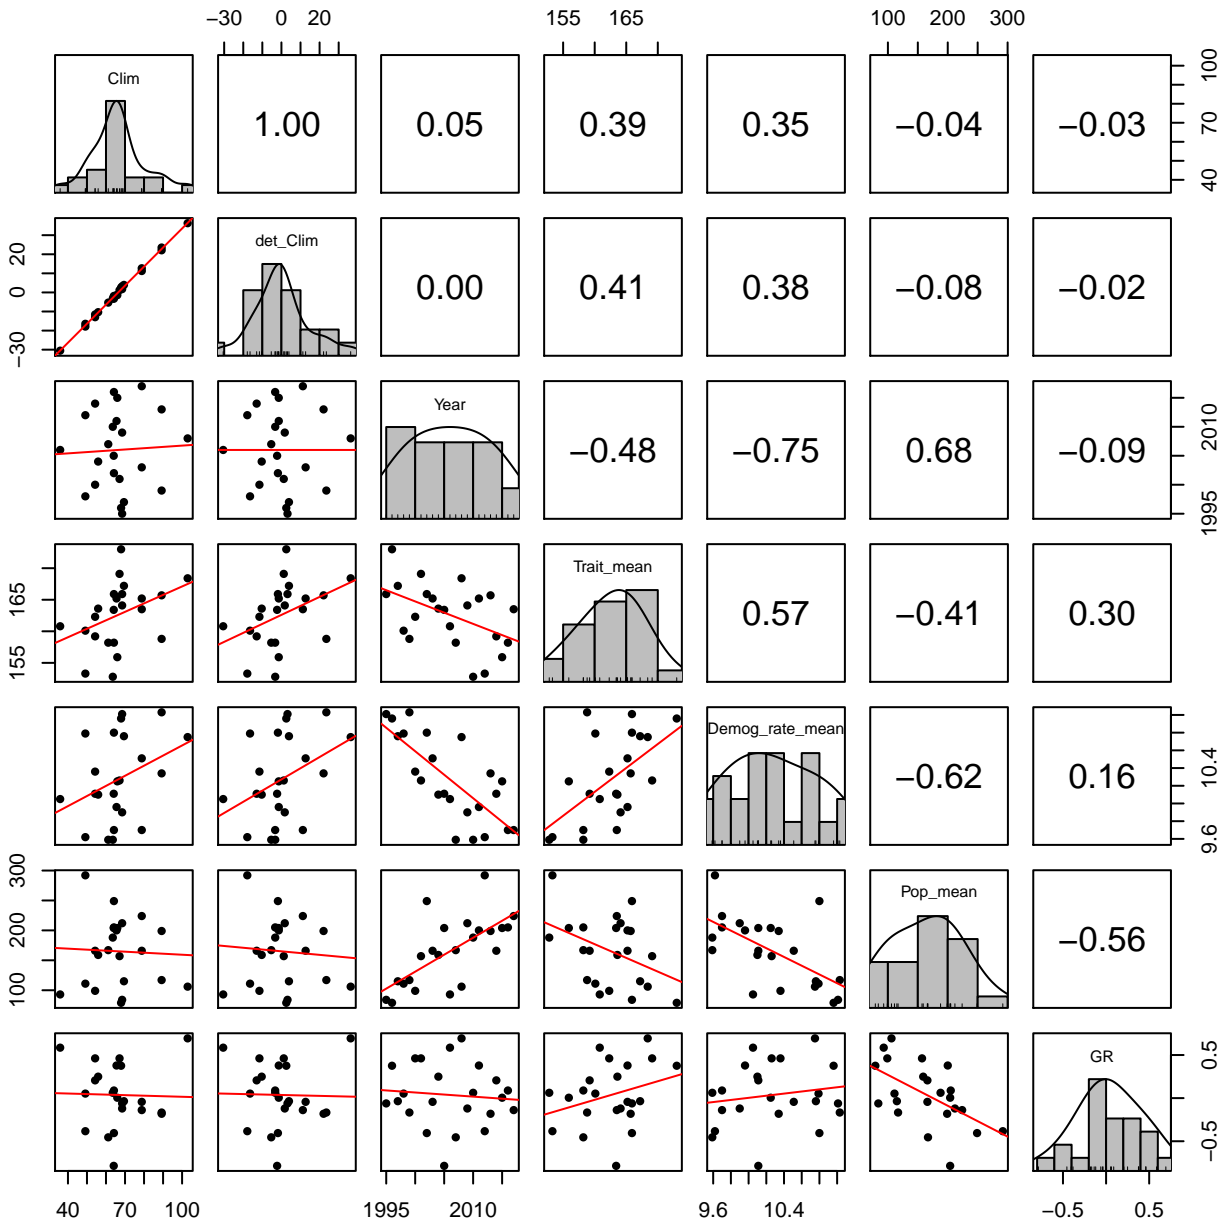 −30 0 20 155 165 100 200 300
Clim 1.00 0.05 0.39 0.35 −0.04 −0.03 40 70 100
−30 0 20 det_Clim 0.00 0.41 0.38 −0.08 −0.02
Year −0.48 −0.75 0.68 −0.09 1995 2010
155 165 Trait_mean 0.57 −0.41 0.30
Demog_rate_mean −0.62 0.16 9.6 10.4
100 200 300 Pop_mean −0.56
GR −0.5 0.5
40 70 100 1995 2010 9.6 10.4 −0.5 0.5